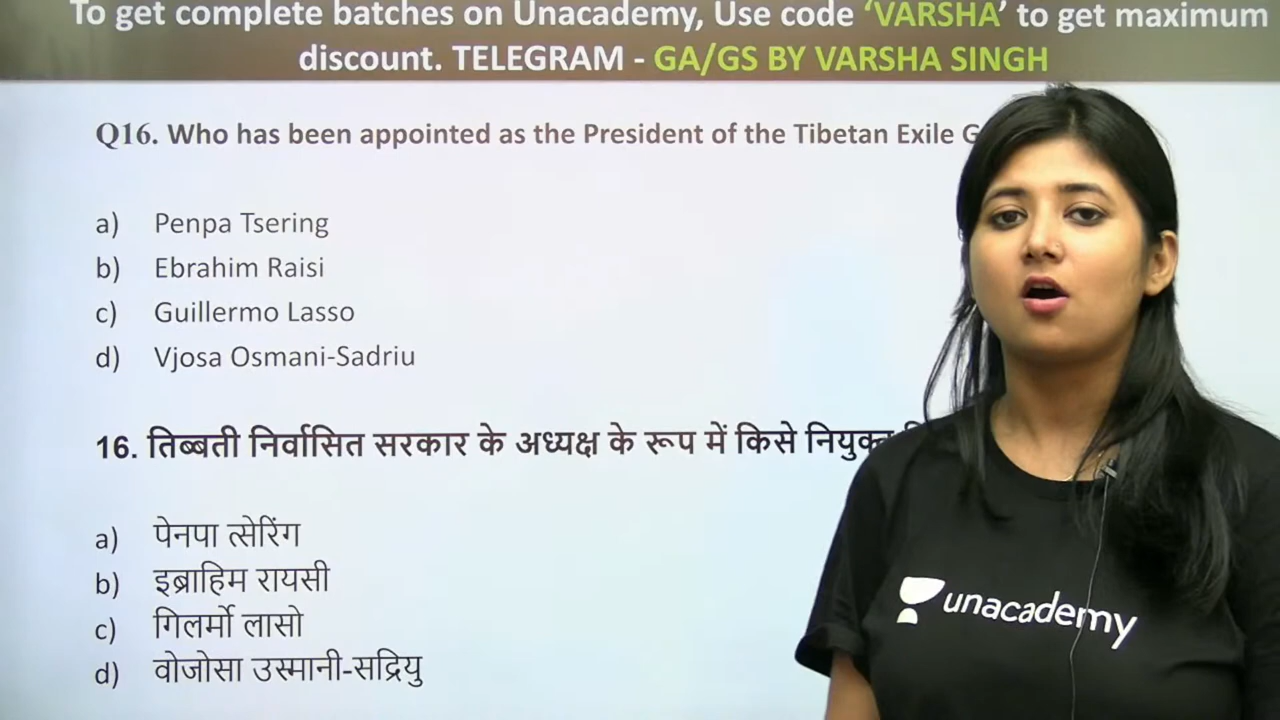 To get complete batches on Unacademy, Use code ‘VARSHA’ to get maximum
discount. TELEGRAM - GA/GS BY VARSHA SINGH
Q16. Who has been appointed as the President of the Tibetan Exile
a) Penpa Tsering
b) Ebrahim Raisi
c) Guillermo Lasso
d) Vjosa Osmani-Sadriu
16. तिब्बती निर्वासित सरकार के अध्यक्ष के रूप में किसे
a) पेनपा त्सेरिंग
b) इब्राहिम रायसी
c) गिलर्मो लासो
d) वोजोसा उस्मानी-सद्रियु
unacademy